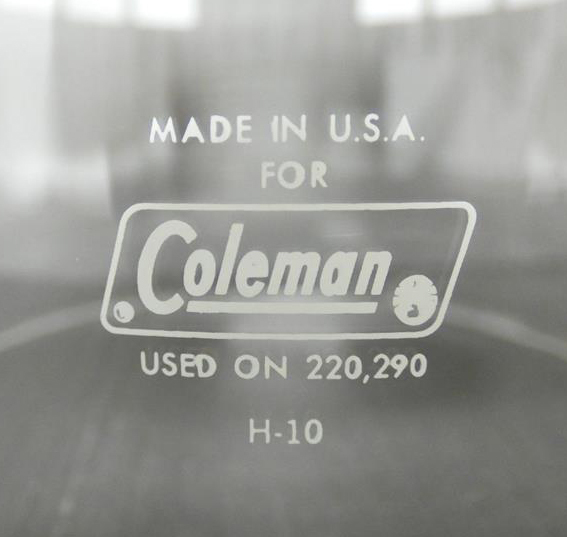 MADE IN U.S.A.
FOR
Coleman
USED ON 220,290
H-10